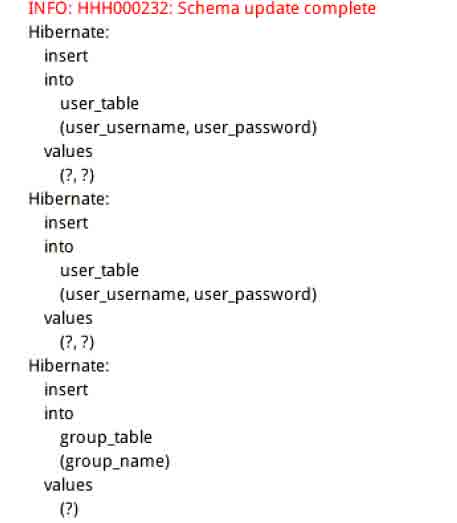 INFO: HHH000232: Schema update complete
Hibernate:
insert
into
user_table
(user_username, user_password)
values
(?, ?)
Hibernate:
insert
into
user_table
(user_username, user_password)
values
(?, ?)
Hibernate:
insert
into
group_table
(group_name)
values
(?)